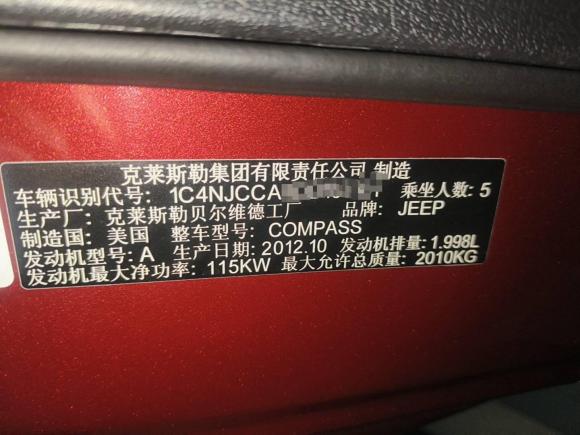 克莱斯勒集团有限责任公司 制造
车辆识别代号: 1C4NJCCA 乘坐人数: 5
生产厂: 克莱斯勒贝尔维德工厂 品牌: JEEP
制造国: 美国 整车型号: COMPASS
发动机型号: A 生产日期: 2012.10 发动机排量: 1.998L
发动机最大净功率: 115KW 最大允许总质量: 2010KG